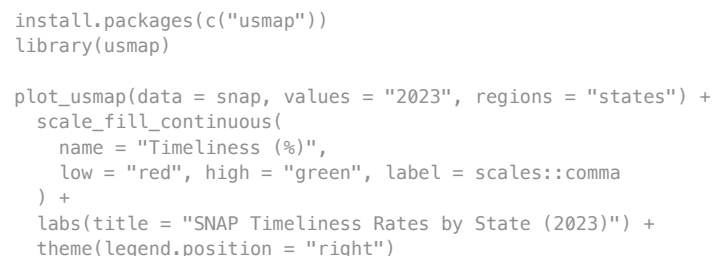 install.packages(c("usmap"))
library(usmap)

plot_usmap(data = snap, values = "2023", regions = "states") +
  scale_fill_continuous(
    name = "Timeliness (%)",
    low = "red", high = "green", label = scales::comma
  ) +
  labs(title = "SNAP Timeliness Rates by State (2023)") +
  theme(legend.position = "right")